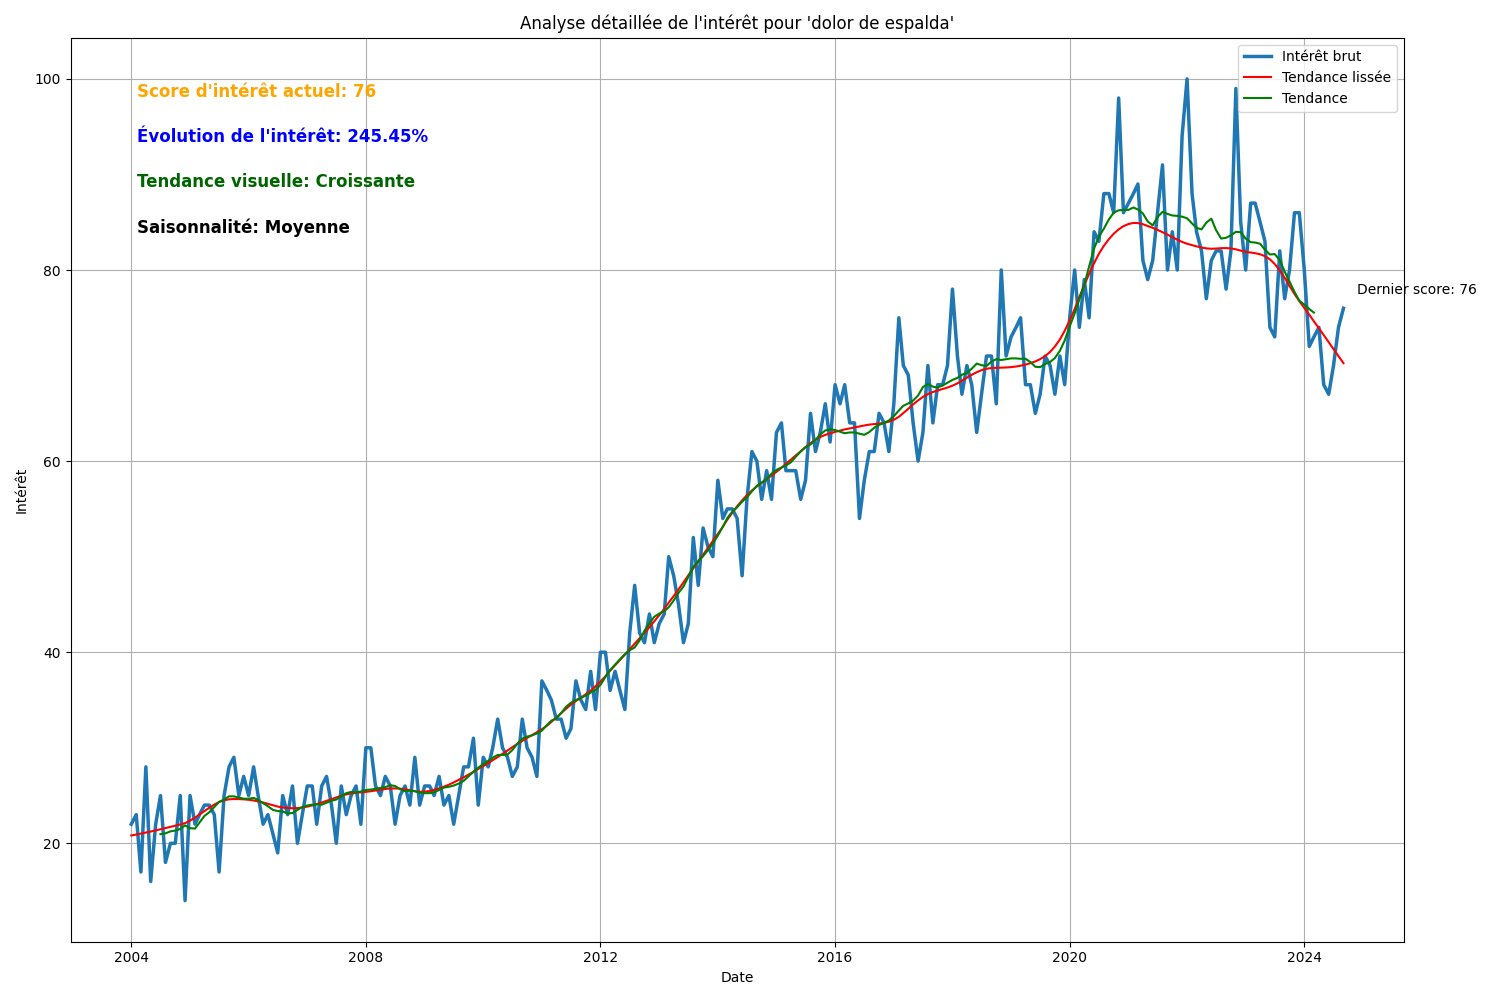 Analyse détaillée de l'intérêt pour 'dolor de espalda'
Intérêt brut
Tendance lissée
Tendance
Score d'intérêt actuel: 76
Évolution de l'intérêt: 245.45%
Tendance visuelle: Croissante
Saisonnalité: Moyenne
Dernier score: 76
100
80
60
40
20
Intérêt
2004
2008
2012
2016
2020
2024
Date